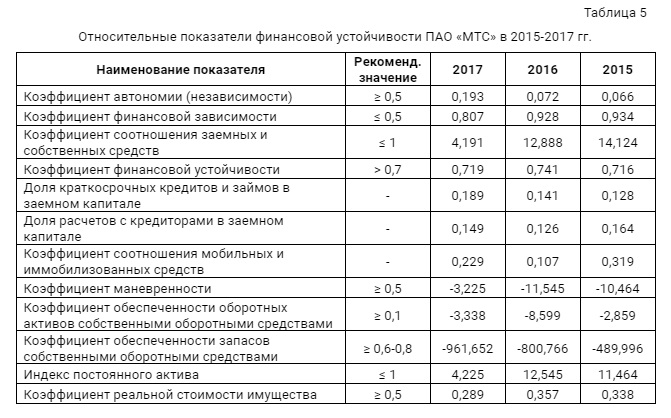 Таблица 5
Относительные показатели финансовой устойчивости ПАО «МТС» в 2015-2017 гг.
Наименование показателя Рекоменд. значение 2017 2016 2015
Коэффициент автономии (независимости) ≥ 0,5 0,193 0,072 0,066
Коэффициент финансовой зависимости ≤ 0,5 0,807 0,928 0,934
Коэффициент соотношения заемных и
собственных средств ≤ 1 4,191 12,888 14,124
Коэффициент финансовой устойчивости > 0,7 0,719 0,741 0,716
Доля краткосрочных кредитов и займов в
заемном капитале - 0,189 0,141 0,128
Доля расчетов с кредиторами в заемном
капитале - 0,149 0,126 0,164
Коэффициент соотношения мобильных и
иммобилизованных средств - 0,229 0,107 0,319
Коэффициент маневренности ≥ 0,5 -3,225 -11,545 -10,464
Коэффициент обеспеченности оборотных
активов собственными оборотными средствами ≥ 0,1 -3,338 -8,599 -2,859
Коэффициент обеспеченности запасов
собственными оборотными средствами ≥ 0,6-0,8 -961,652 -800,766 -489,996
Индекс постоянного актива ≤ 1 4,225 12,545 11,464
Коэффициент реальной стоимости имущества ≥ 0,5 0,289 0,357 0,338